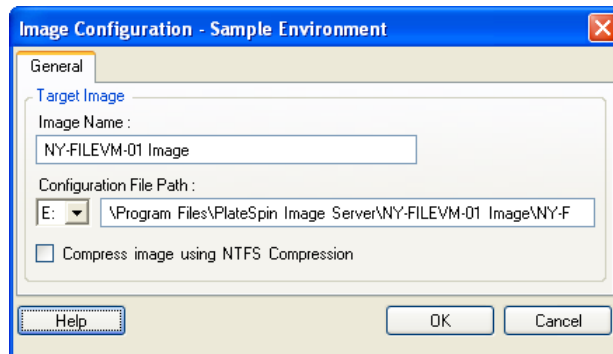 Image Configuration - Sample Environment
General
Target Image
Image Name :
NY-FILEVM-01 Image
Configuration File Path :
E: \Program Files\PlateSpin Image Server\NY-FILEVM-01 Image\NY-F
Compress image using NTFS Compression
Help OK Cancel